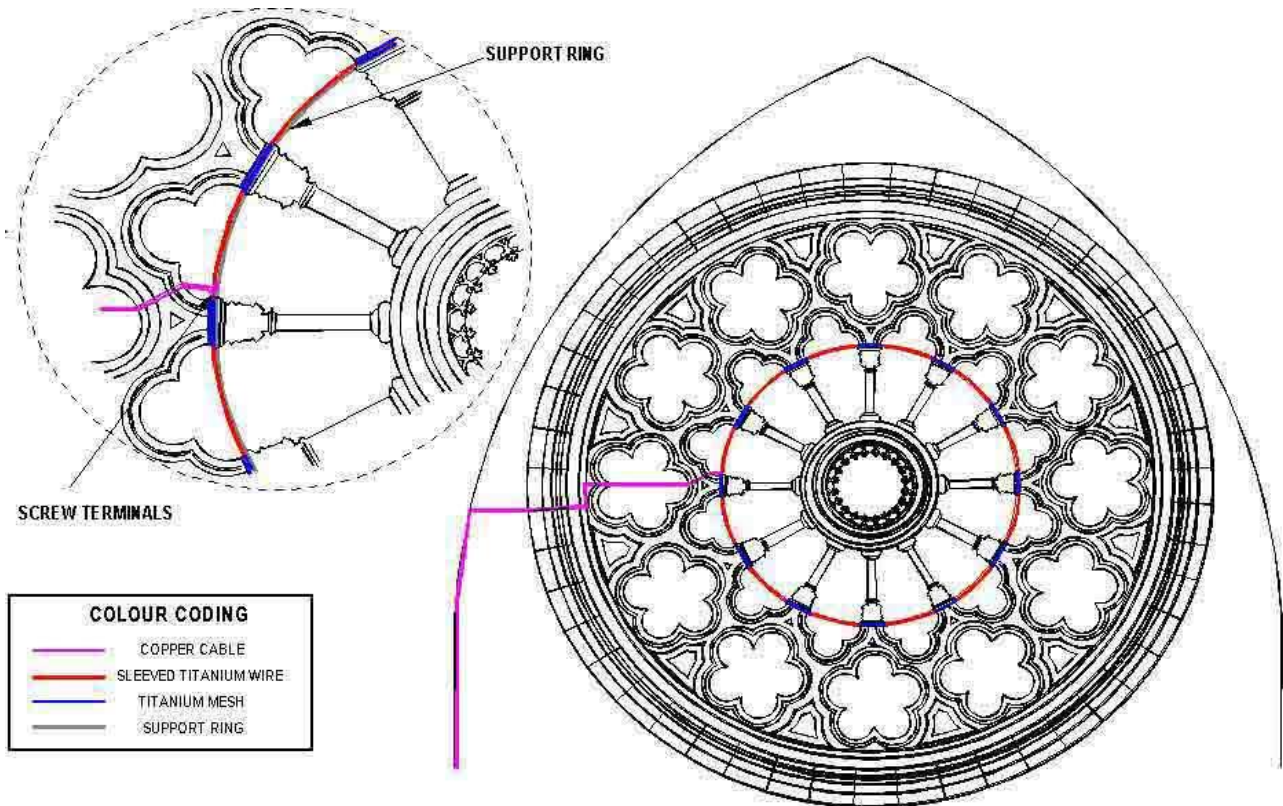 SUPPORT RING
SCREW TERMINALS
COLOUR CODING
COPPER CABLE
SLEEVED TITANIUM WIRE
TITANIUM MESH
SUPPORT RING